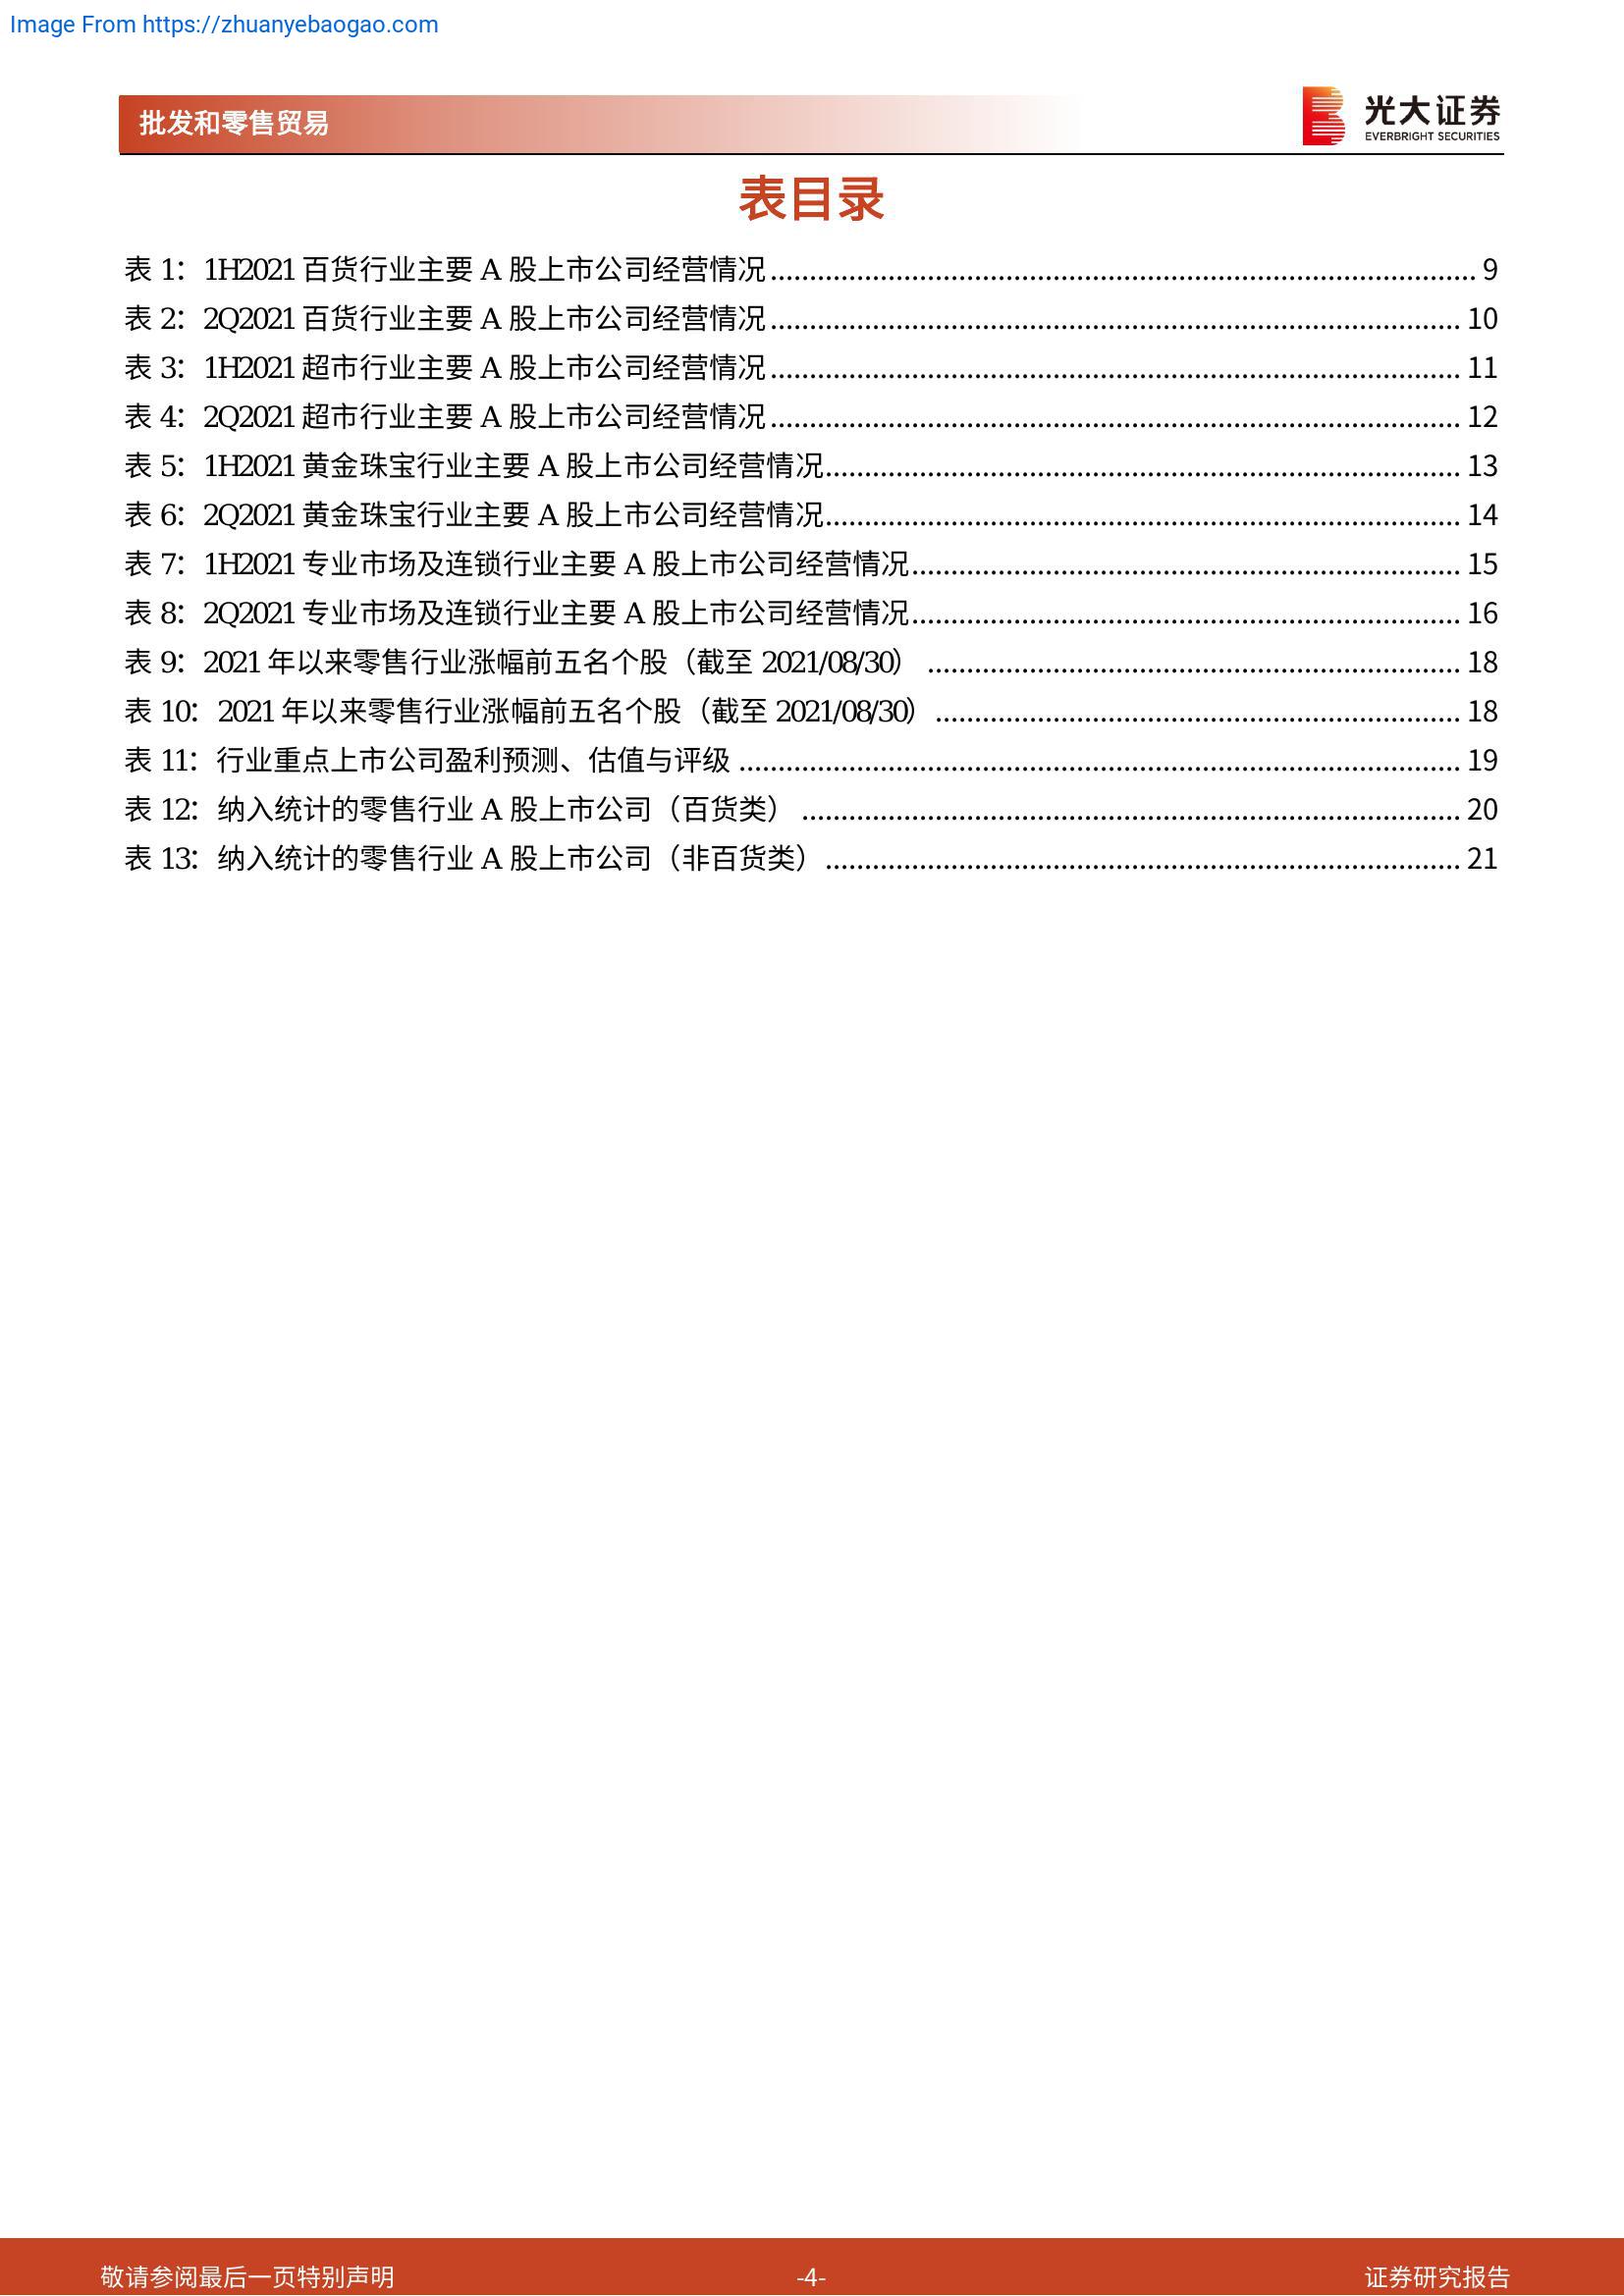 Image From https://zhuanyebaogao.com
批发和零售贸易
光大证券
EVERBRIGHT SECURITIES
表目录
表 1：1H2021 百货行业主要 A 股上市公司经营情况 ........ 9
表 2：2Q2021 百货行业主要 A 股上市公司经营情况 ........ 10
表 3：1H2021 超市行业主要 A 股上市公司经营情况 ........ 11
表 4：2Q2021 超市行业主要 A 股上市公司经营情况 ........ 12
表 5：1H2021 黄金珠宝行业主要 A 股上市公司经营情况 ........ 13
表 6：2Q2021 黄金珠宝行业主要 A 股上市公司经营情况 ........ 14
表 7：1H2021 专业市场及连锁行业主要 A 股上市公司经营情况 ........ 15
表 8：2Q2021 专业市场及连锁行业主要 A 股上市公司经营情况 ........ 16
表 9：2021 年以来零售行业涨幅前五名个股（截至 2021/08/30） ........ 18
表 10：2021 年以来零售行业涨幅前五名个股（截至 2021/08/30） ........ 18
表 11：行业重点上市公司盈利预测、估值与评级 ........ 19
表 12：纳入统计的零售行业 A 股上市公司（百货类） ........ 20
表 13：纳入统计的零售行业 A 股上市公司（非百货类） ........ 21
敬请参阅最后一页特别声明
-4-
证券研究报告